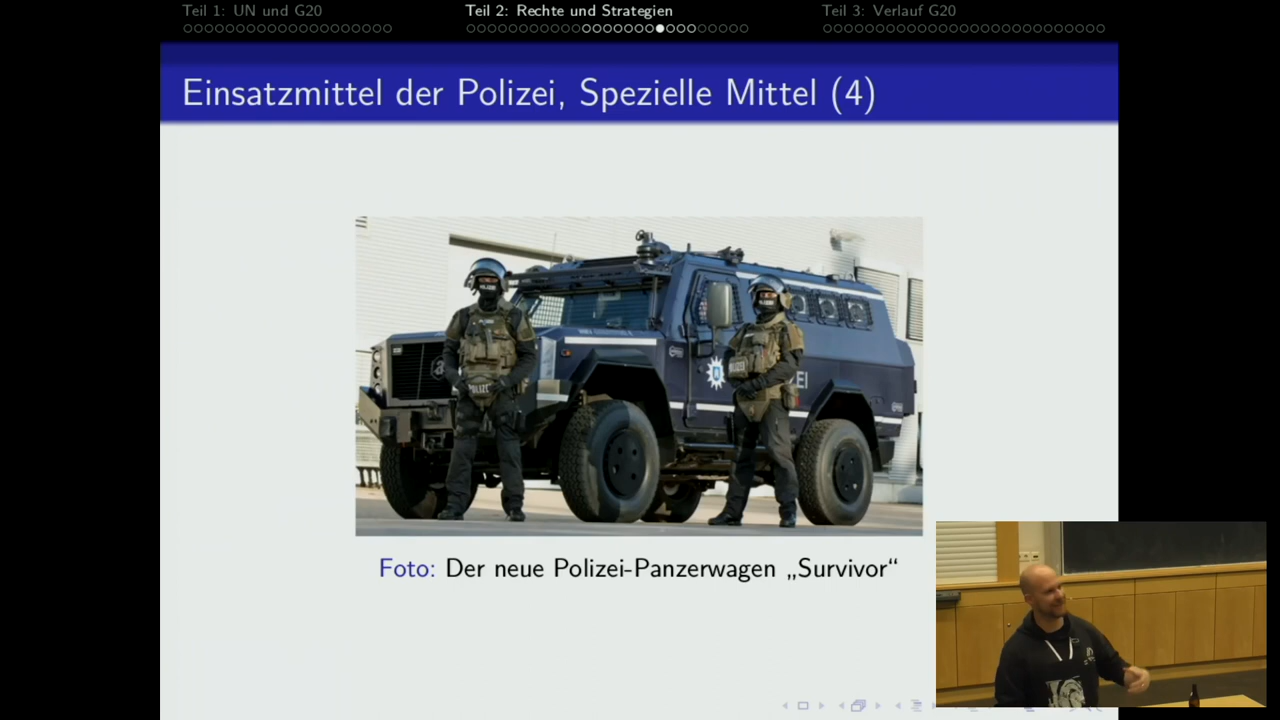 Teil 1: UN und G20
Teil 2: Rechte und Strategien
Teil 3: Verlauf G20
Einsatzmittel der Polizei, Spezielle Mittel (4)
POLIZEI
Foto: Der neue Polizei-Panzerwagen „Survivor“